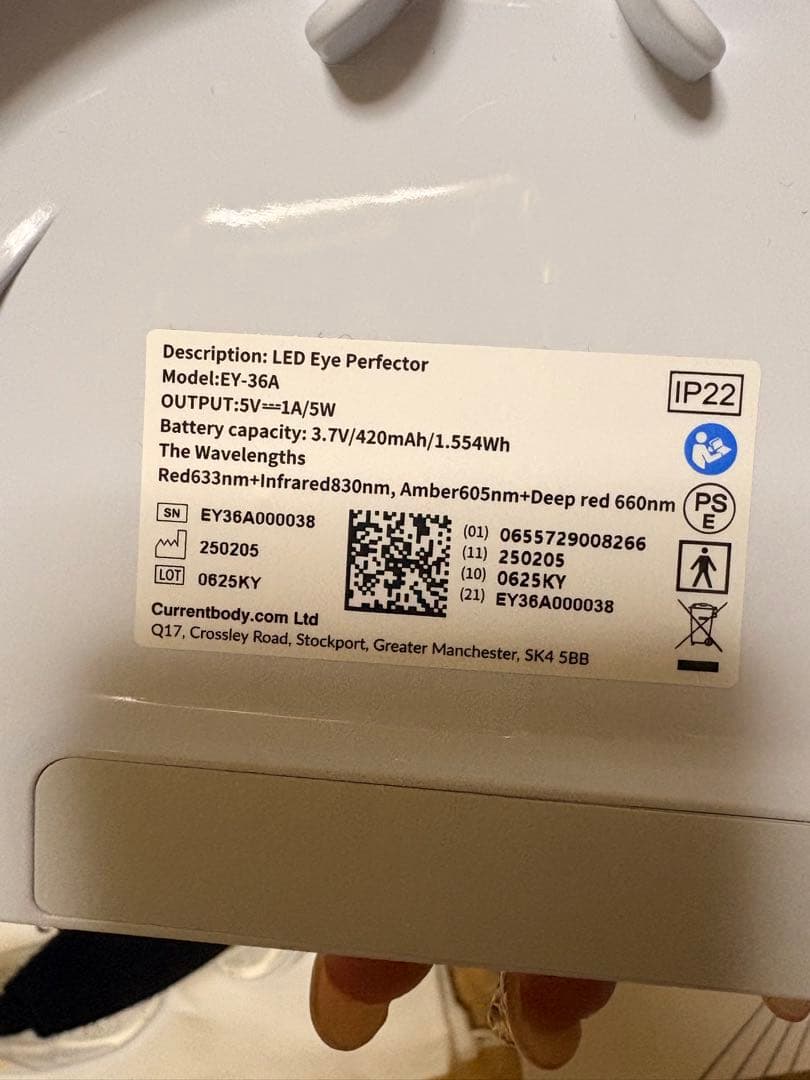 Description: LED Eye Perfector
Model:EY-36A
OUTPUT:5V⎓1A/5W
Battery capacity: 3.7V/420mAh/1.554Wh
The Wavelengths
Red633nm+Infrared830nm, Amber605nm+Deep red 660nm
IP22
PS
E
SN EY36A000038
250205
LOT 0625KY
(01) 0655729008266
(11) 250205
(10) 0625KY
(21) EY36A000038
Currentbody.com Ltd
Q17, Crossley Road, Stockport, Greater Manchester, SK4 5BB